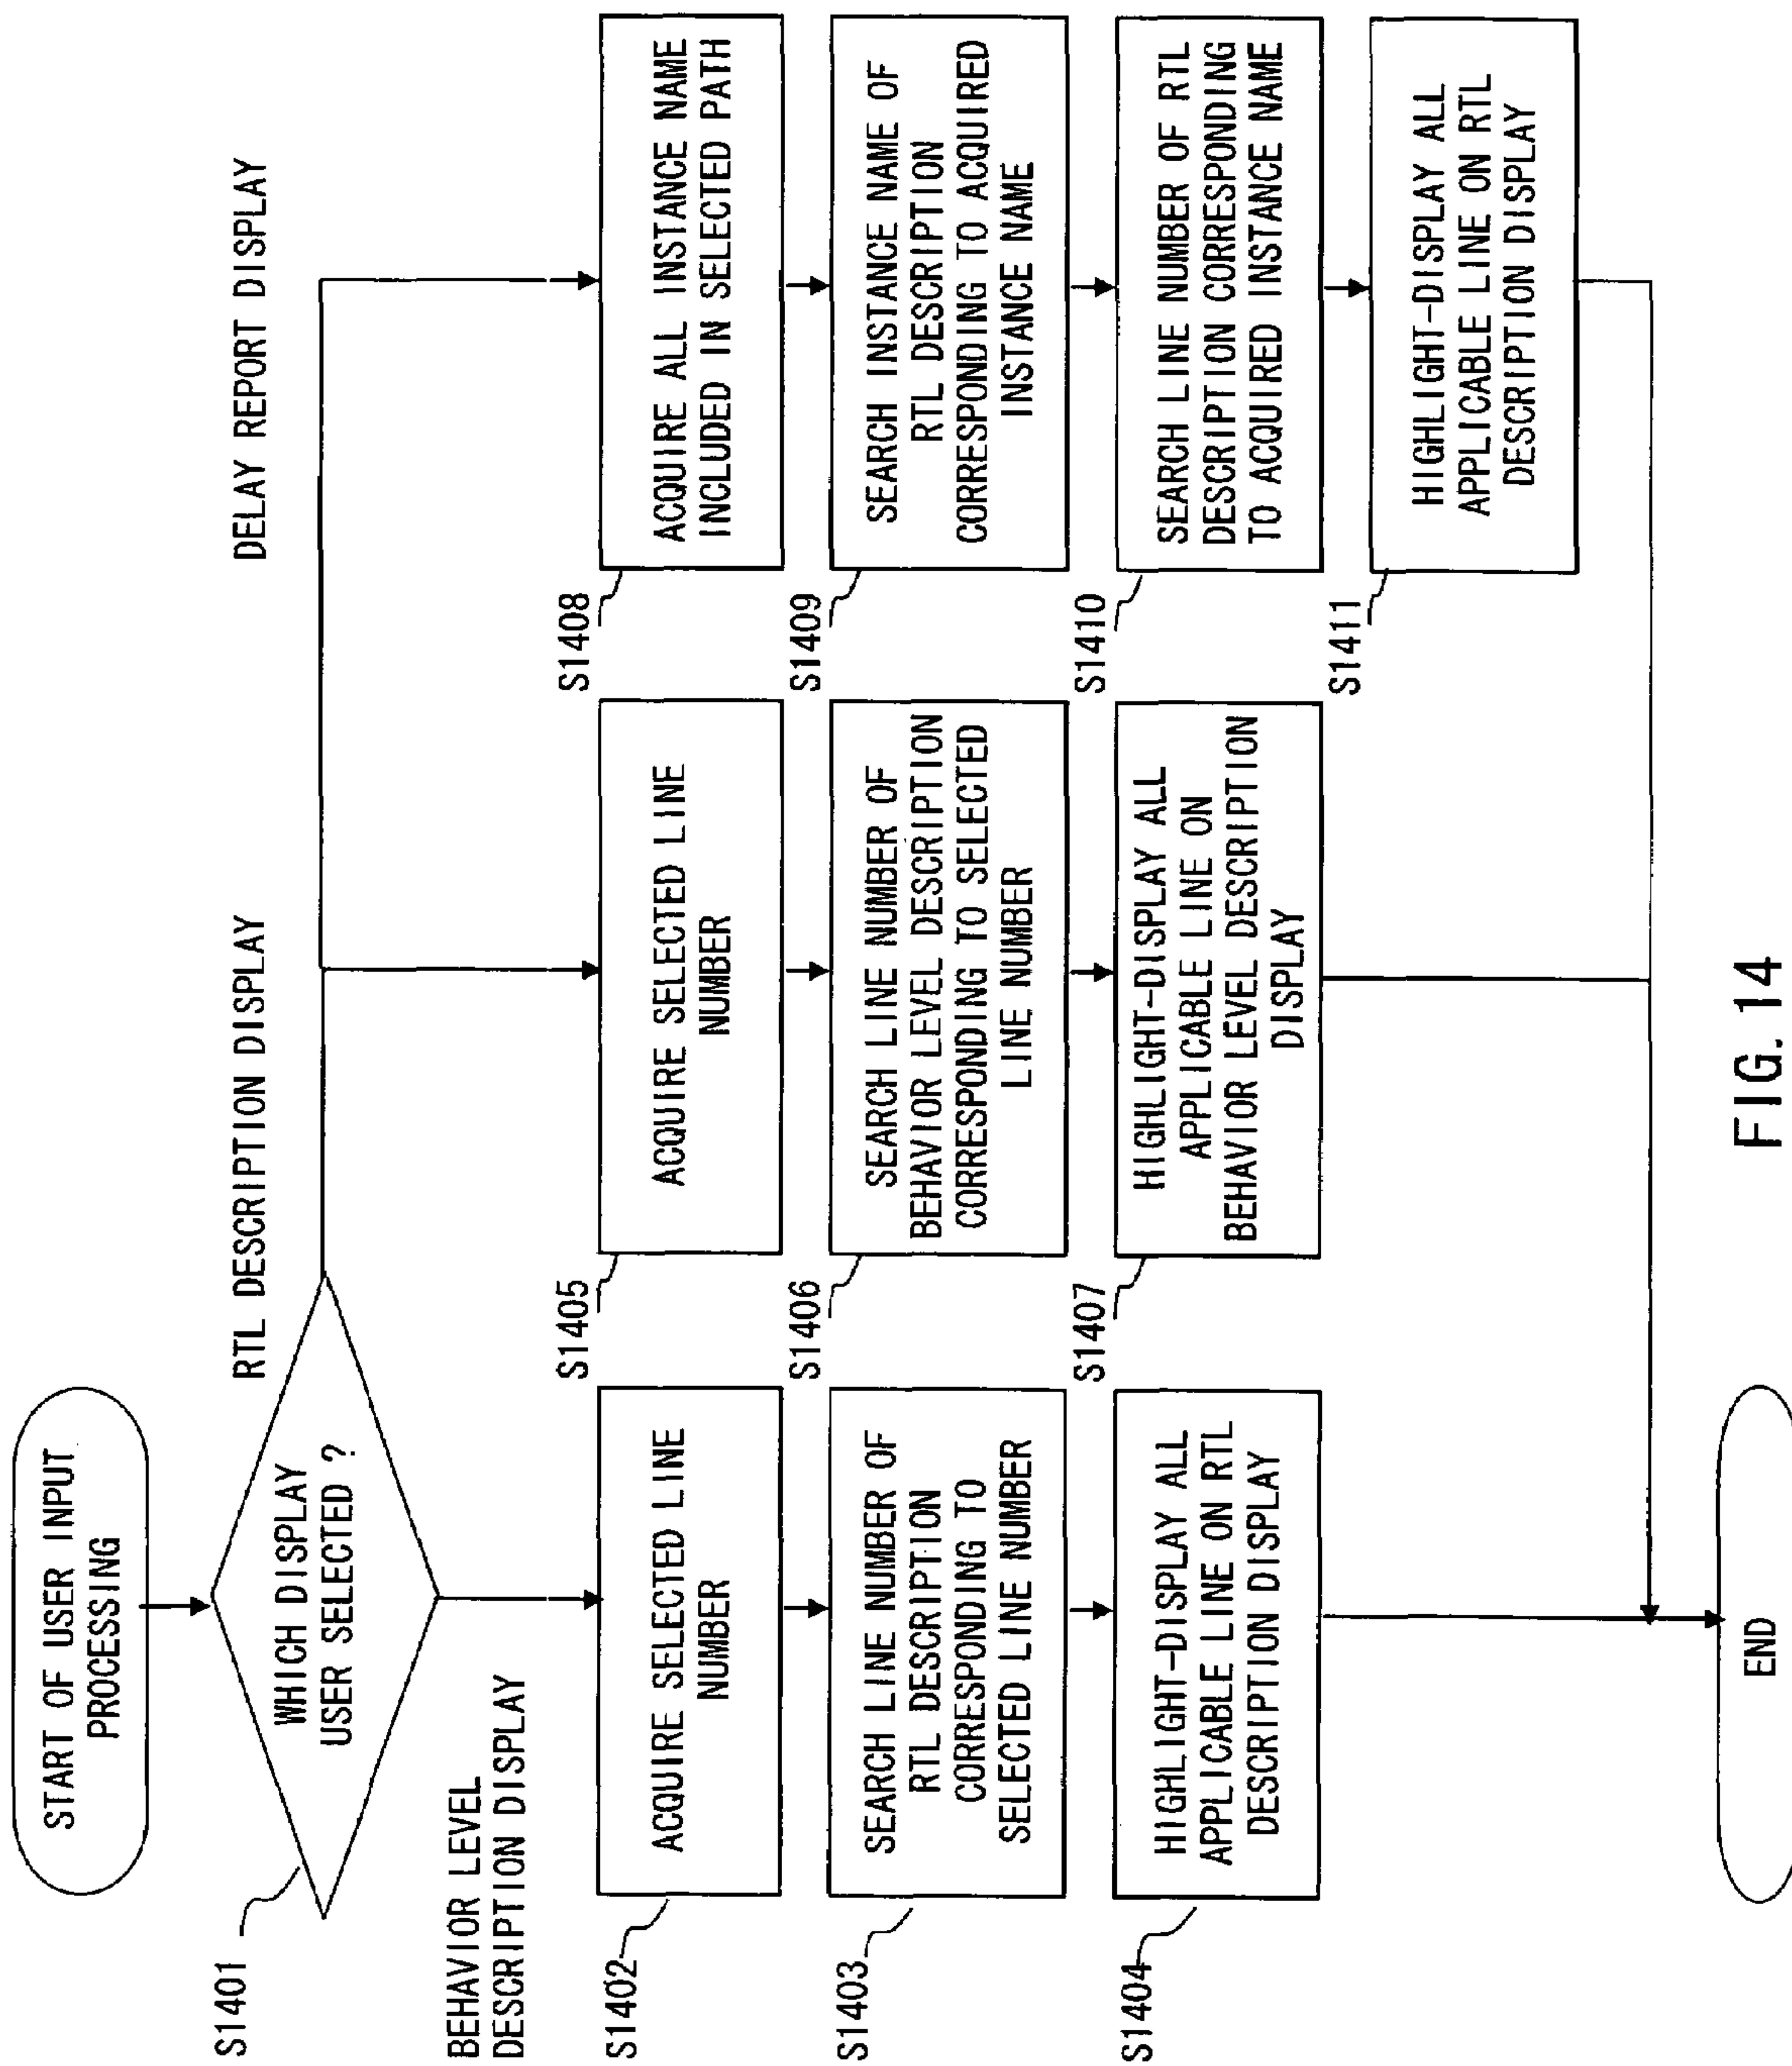 START OF USER INPUT
PROCESSING
S1401
WHICH DISPLAY
USER SELECTED ?
RTL DESCRIPTION DISPLAY
DELAY REPORT DISPLAY
BEHAVIOR LEVEL
DESCRIPTION DISPLAY
S1402
ACQUIRE SELECTED LINE
NUMBER
S1403
SEARCH LINE NUMBER OF
RTL DESCRIPTION
CORRESPONDING TO
SELECTED LINE NUMBER
S1404
HIGHLIGHT-DISPLAY ALL
APPLICABLE LINE ON RTL
DESCRIPTION DISPLAY
S1405
ACQUIRE SELECTED LINE
NUMBER
S1406
SEARCH LINE NUMBER OF
BEHAVIOR LEVEL DESCRIPTION
CORRESPONDING TO SELECTED
LINE NUMBER
S1407
HIGHLIGHT-DISPLAY ALL
APPLICABLE LINE ON
BEHAVIOR LEVEL DESCRIPTION
DISPLAY
S1408
ACQUIRE ALL INSTANCE NAME
INCLUDED IN SELECTED PATH
S1409
SEARCH INSTANCE NAME OF
RTL DESCRIPTION
CORRESPONDING TO ACQUIRED
INSTANCE NAME
S1410
SEARCH LINE NUMBER OF RTL
DESCRIPTION CORRESPONDING
TO ACQUIRED INSTANCE NAME
S1411
HIGHLIGHT-DISPLAY ALL
APPLICABLE LINE ON RTL
DESCRIPTION DISPLAY
END
FIG. 14